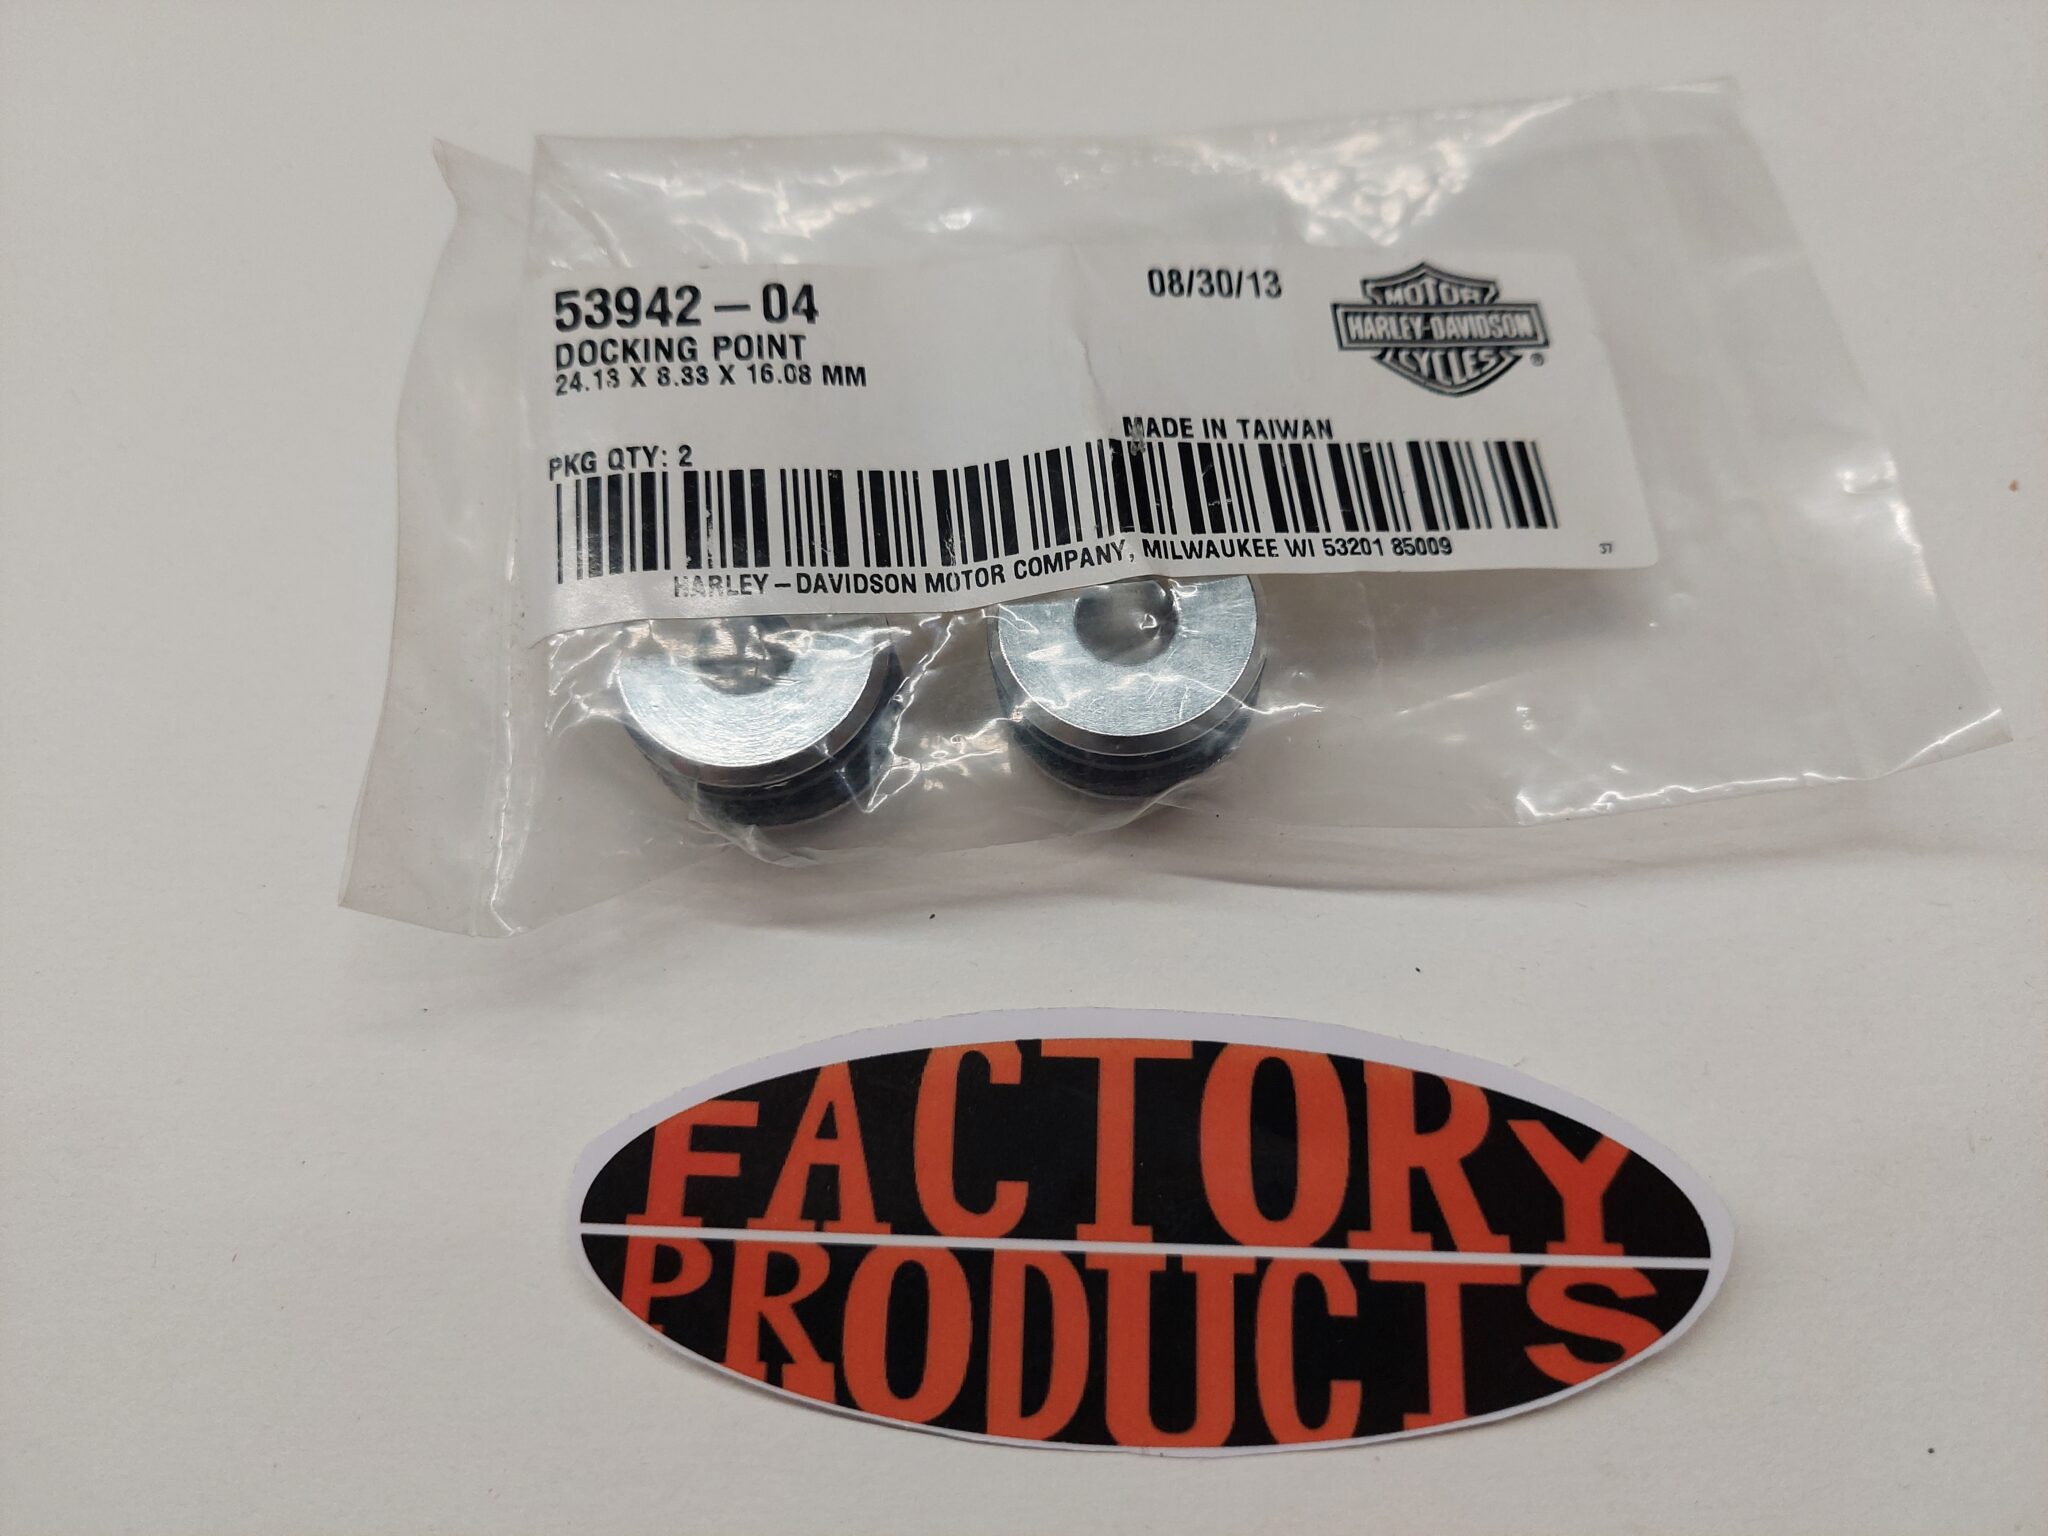 53942-04
DOCKING POINT
24.13 X 8.33 X 16.08 MM
08/30/13
MOTOR
HARLEY-DAVIDSON
CYCLES
®
MADE IN TAIWAN
PKG QTY: 2
HARLEY-DAVIDSON MOTOR COMPANY, MILWAUKEE WI 53201 85009
37
FACTORY
PRODUCTS